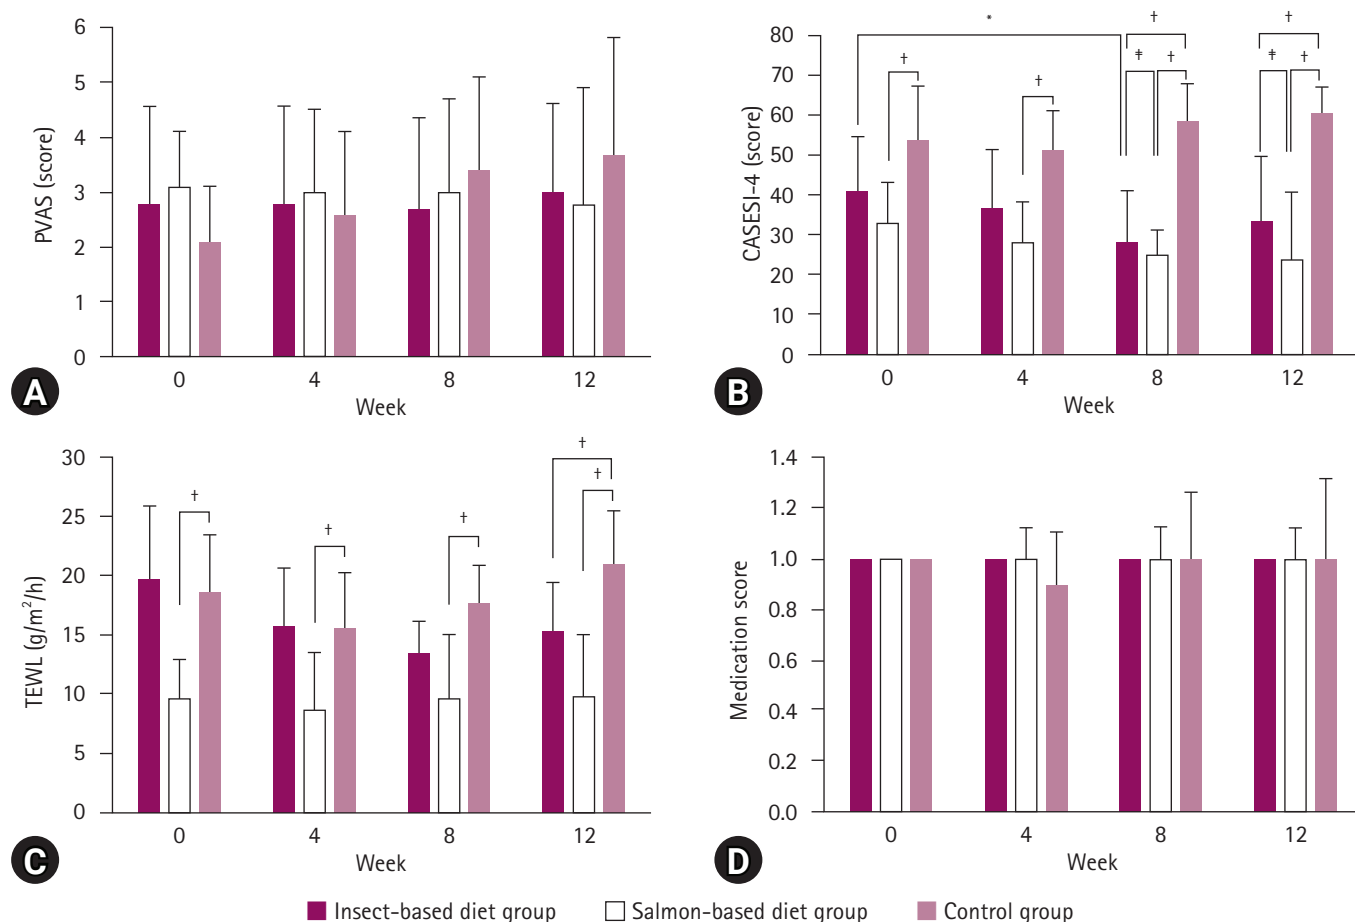 PVAS (score)
6
5
4
3
2
1
0
0 4 8 12
Week
A
CASESI-4 (score)
80
70
60
50
40
30
20
10
0
* † † ‡ † † ‡ † †
0 4 8 12
Week
B
TEWL (g/m²/h)
30
25
20
15
10
5
0
† † † † †
0 4 8 12
Week
C
Medication score
1.4
1.2
1.0
0.8
0.6
0.4
0.2
0.0
0 4 8 12
Week
D
Insect-based diet group Salmon-based diet group Control group